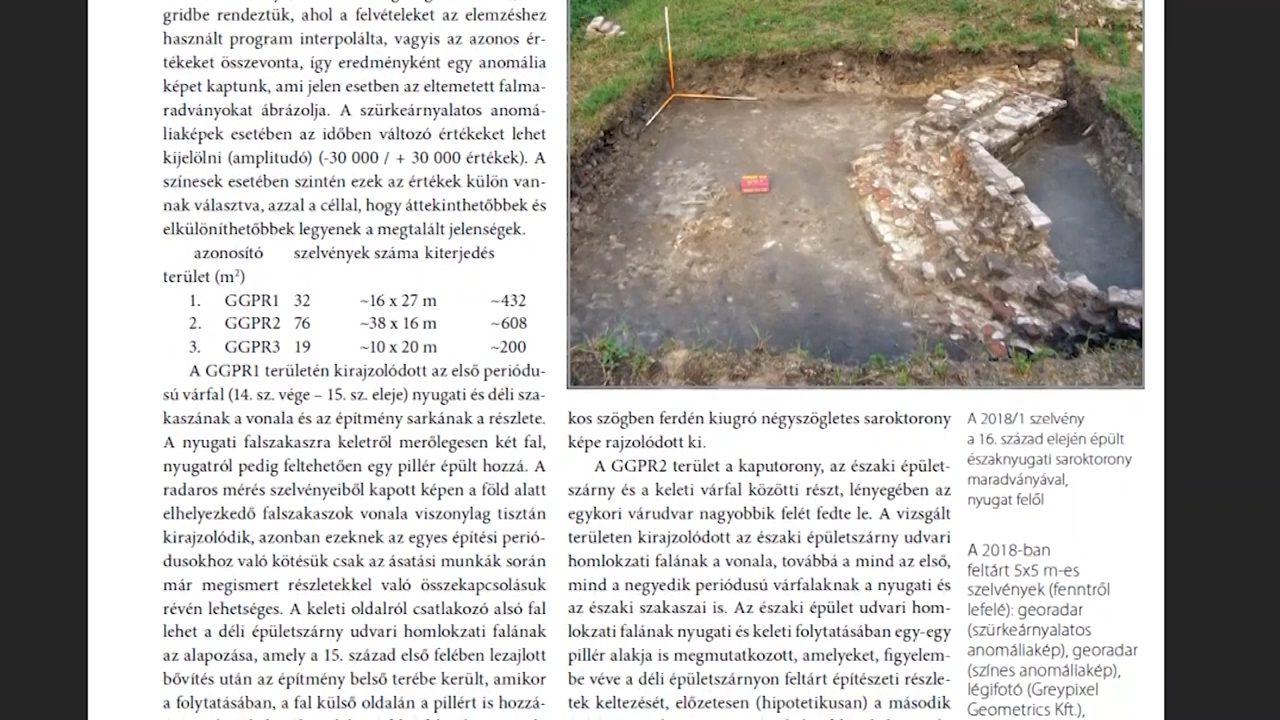 gridbe rendeztük, ahol a felvételeket az elemzéshez
használt program interpolálta, vagyis az azonos ér-
tékeket összevonta, így eredményként egy anomália
képet kaptunk, ami jelen esetben az eltemetett falma-
radványokat ábrázolja. A szürkeárnyalatos anomá-
liaképek esetében az időben változó értékeket lehet
kijelölni (amplitudó) (-30 000 / + 30 000 értékek). A
színesek esetében szintén ezek az értékek külön van-
nak választva, azzal a céllal, hogy áttekinthetőbbek és
elkülöníthetőbbek legyenek a megtalált jelenségek.
azonosító szelvények száma kiterjedés
terület (m²)
1. GGPR1 32 ~16 x 27 m ~432
2. GGPR2 76 ~38 x 16 m ~608
3. GGPR3 19 ~10 x 20 m ~200
A GGPR1 területén kirajzolódott az első periódu-
sú várfal (14. sz. vége – 15. sz. eleje) nyugati és déli sza-
kaszának a vonala és az építmény sarkának a részlete.
A nyugati falszakaszra keletről merőlegesen két fal,
nyugatról pedig feltehetően egy pillér épült hozzá. A
radaros mérés szelvényeiből kapott képen a föld alatt
elhelyezkedő falszakaszok vonala viszonylag tisztán
kirajzolódik, azonban ezeknek az egyes építési perió-
dusokhoz való kötésük csak az ásatási munkák során
már megismert részletekkel való összekapcsolásuk
révén lehetséges. A keleti oldalról csatlakozó alsó fal
lehet a déli épületszárny udvari homlokzati falának
az alapozása, amely a 15. század első felében lezajlott
bővítés után az építmény belső terébe került, amikor
a folytatásában, a fal külső oldalán a pillért is hozzá-
kos szögben ferdén kiugró négyszögletes saroktorony
képe rajzolódott ki.
A GGPR2 terület a kaputorony, az északi épület-
szárny és a keleti várfal közötti részt, lényegében az
egykori várudvar nagyobbik felét fedte le. A vizsgált
területen kirajzolódott az északi épületszárny udvari
homlokzati falának a vonala, továbbá a mind az első,
mind a negyedik periódusú várfalaknak a nyugati és
az északi szakaszai is. Az északi épület udvari hom-
lokzati falának nyugati és keleti folytatásában egy-egy
pillér alakja is megmutatkozott, amelyeket, figyelem-
be véve a déli épületszárnyon feltárt építészeti részle-
tek keltezését, előzetesen (hipotetikusan) a második
A 2018/1 szelvény
a 16. század elején épült
északnyugati saroktorony
maradványával,
nyugat felől
A 2018-ban
feltárt 5x5 m-es
szelvények (fenntről
lefelé): georadar
(szürkeárnyalatos
anomáliakép), georadar
(színes anomáliakép),
légifotó (Greypixel
Geometrics Kft.),